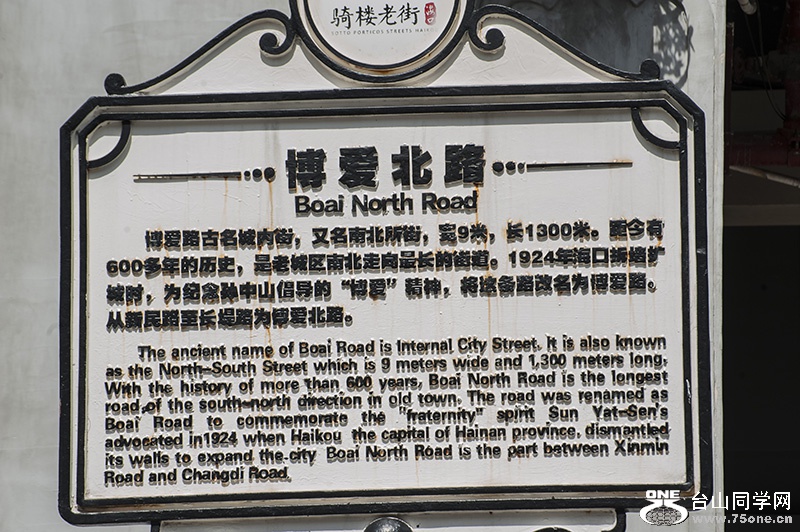 骑楼老街
SOTTO PORTICOS STREETS HAIKOU
博爱北路
Boai North Road
博爱路古名城内街，又名南北所街，宽9米，长1300米。距今有
600多年的历史，是老城区南北走向最长的街道。1924年海口拆墙扩
城时，为纪念孙中山倡导的“博爱”精神，将这条路改名为博爱路。
从新民路至长堤路为博爱北路。
The ancient name of Boai Road is Internal City Street. It is also known
as the North-South Street which is 9 meters wide and 1,300 meters long.
With the history of more than 600 years, Boai North Road is the longest
road of the south-north direction in old town. The road was renamed as
Boai Road to commemorate the "fraternity" spirit Sun Yat-Sen's
advocated in1924 when Haikou the capital of Hainan province. dismantled
its walls to expand the city Boai North Road is the part between Xinmin
Road and Changdi Road.
ONE
台山同学网
www.75one.cn